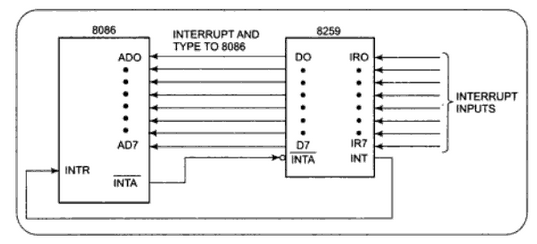 8086
INTERRUPT AND
TYPE TO 8086
8259
ADO
DO
IRO
AD7
D7
IR7
INTERRUPT
INPUTS
INTR
INTA
INTA
INT